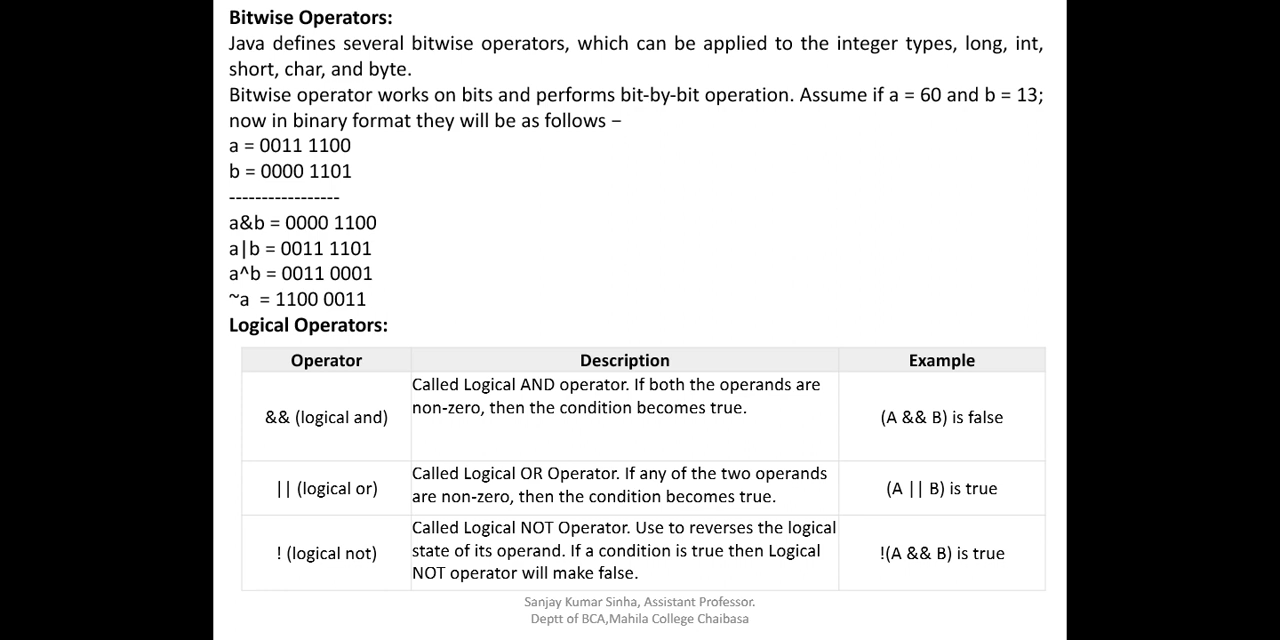 Bitwise Operators:
Java defines several bitwise operators, which can be applied to the integer types, long, int,
short, char, and byte.
Bitwise operator works on bits and performs bit-by-bit operation. Assume if a = 60 and b = 13;
now in binary format they will be as follows −
a = 0011 1100
b = 0000 1101
-----------------
a&b = 0000 1100
a|b = 0011 1101
a^b = 0011 0001
~a  = 1100 0011
Logical Operators:
Operator Description Example
&& (logical and)
Called Logical AND operator. If both the operands are
non-zero, then the condition becomes true.
(A && B) is false
|| (logical or)
Called Logical OR Operator. If any of the two operands
are non-zero, then the condition becomes true.
(A || B) is true
! (logical not)
Called Logical NOT Operator. Use to reverses the logical
state of its operand. If a condition is true then Logical
NOT operator will make false.
!(A && B) is true
Sanjay Kumar Sinha, Assistant Professor.
Deptt of BCA,Mahila College Chaibasa